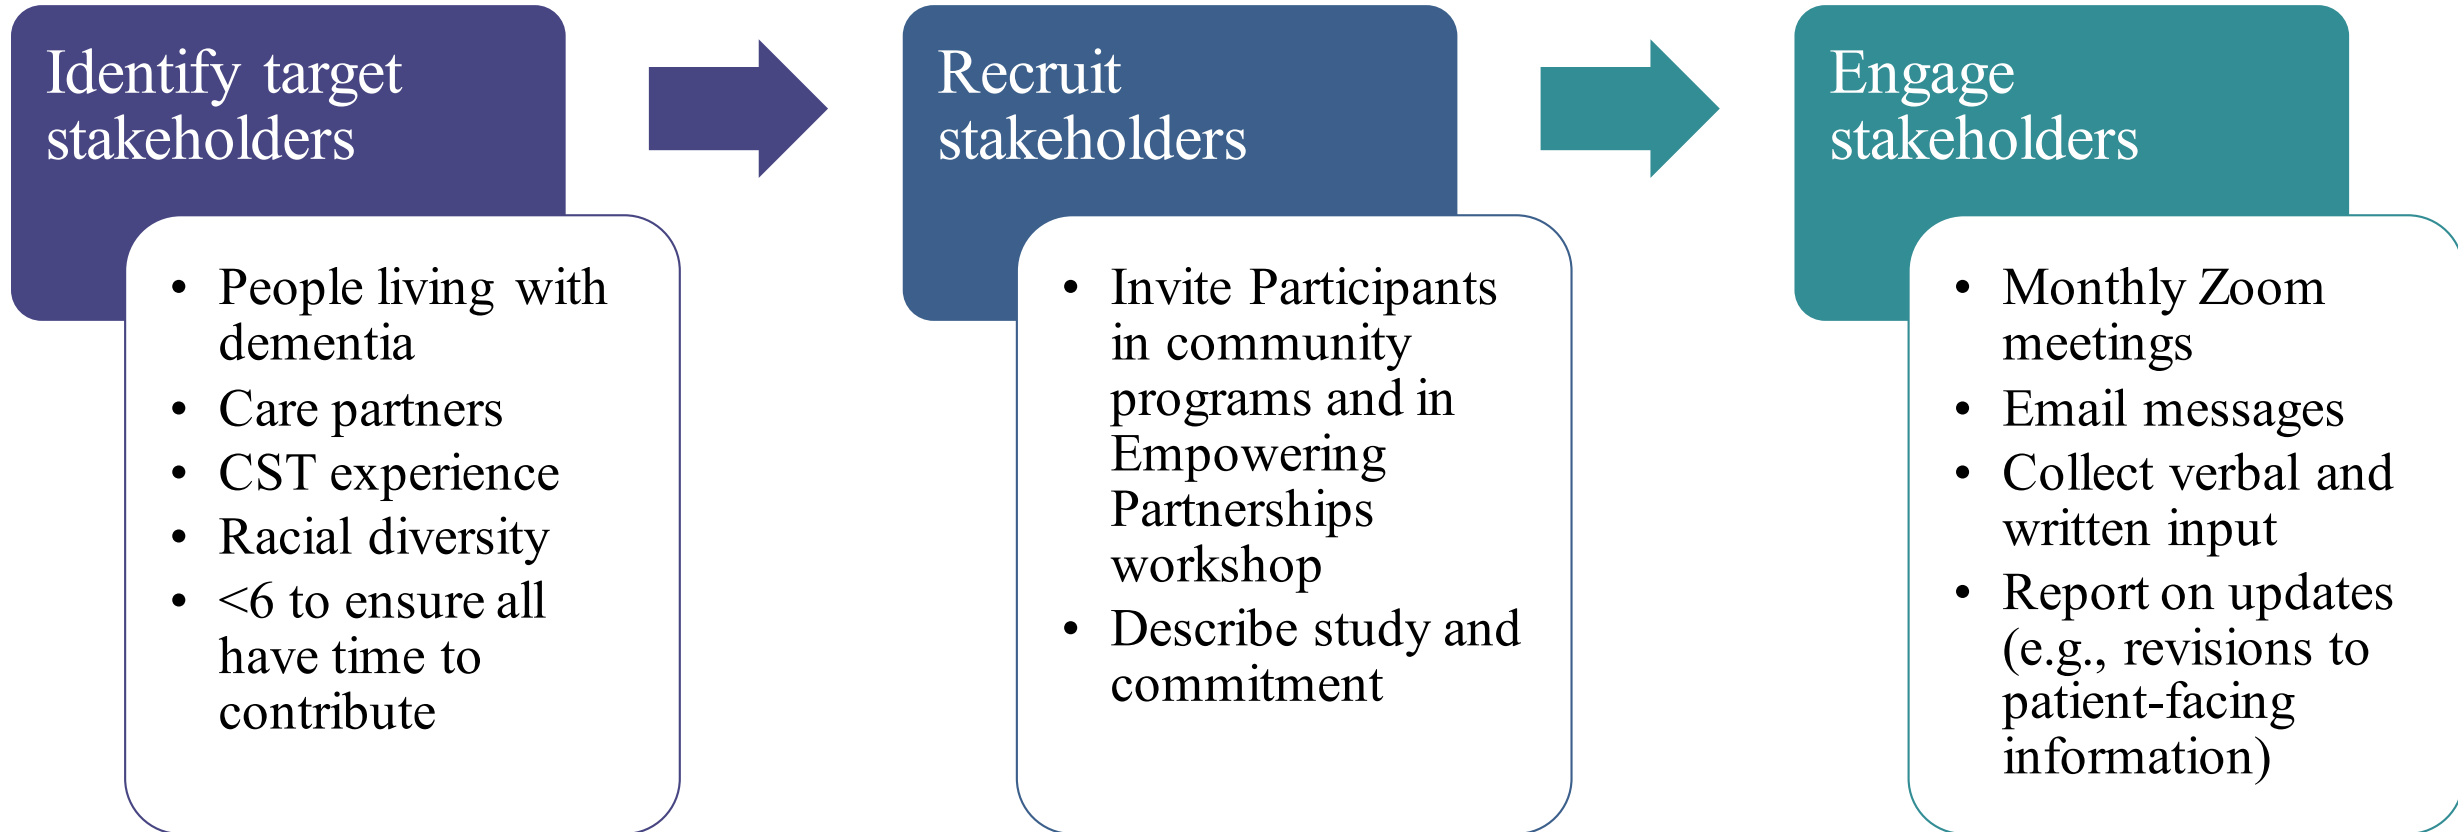 Identify target
stakeholders
• People living with
dementia
• Care partners
• CST experience
• Racial diversity
• <6 to ensure all
have time to
contribute
Recruit
stakeholders
• Invite Participants
in community
programs and in
Empowering
Partnerships
workshop
• Describe study and
commitment
Engage
stakeholders
• Monthly Zoom
meetings
• Email messages
• Collect verbal and
written input
• Report on updates
(e.g., revisions to
patient-facing
information)